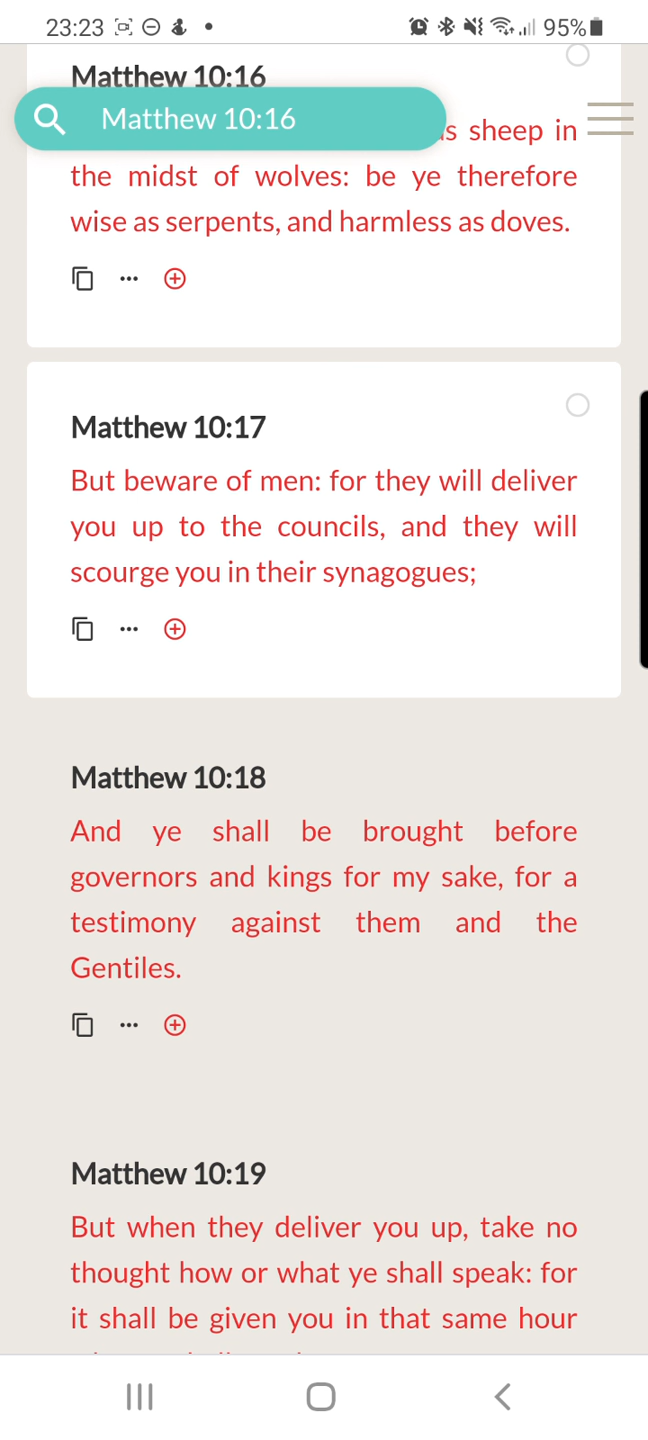 23:23 95%
Matthew 10:16
Matthew 10:16
s sheep in
the midst of wolves: be ye therefore
wise as serpents, and harmless as doves.
Matthew 10:17
But beware of men: for they will deliver
you up to the councils, and they will
scourge you in their synagogues;
Matthew 10:18
And ye shall be brought before
governors and kings for my sake, for a
testimony against them and the
Gentiles.
Matthew 10:19
But when they deliver you up, take no
thought how or what ye shall speak: for
it shall be given you in that same hour